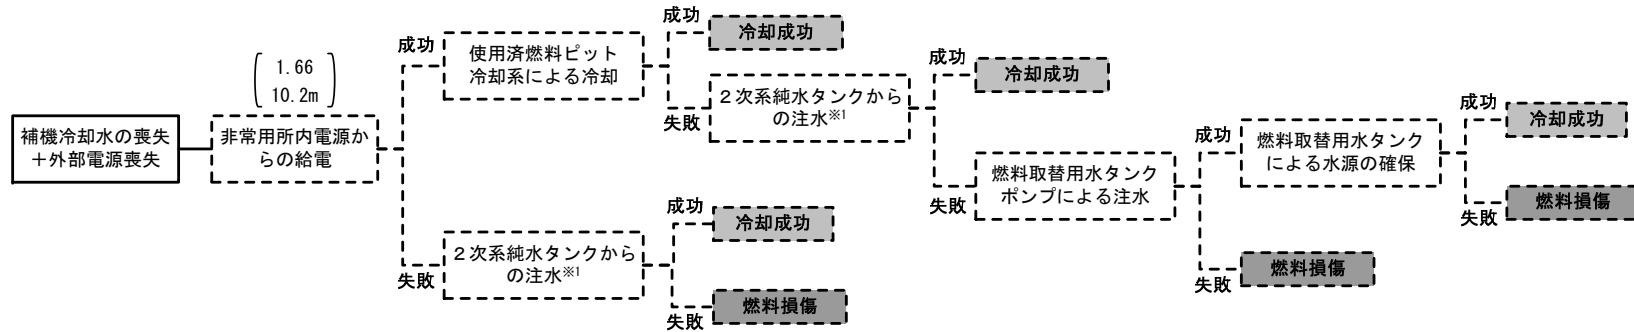 補機冷却水の喪失
＋外部電源喪失
1.66
10.2m
非常用所内電源か
らの給電
成功
使用済燃料ピット
冷却系による冷却
成功
冷却成功
失敗
２次系純水タンクから
の注水※1
成功
冷却成功
失敗
燃料取替用水タンク
ポンプによる注水
成功
燃料取替用水タンク
による水源の確保
成功
冷却成功
失敗
燃料損傷
失敗
燃料損傷
失敗
２次系純水タンクから
の注水※1
成功
冷却成功
失敗
燃料損傷